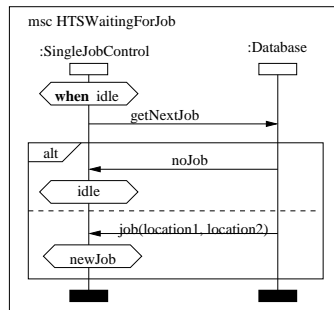 msc HTSWaitingForJob
:SingleJobControl
:Database
when idle
getNextJob
alt
noJob
idle
job(location1, location2)
newJob